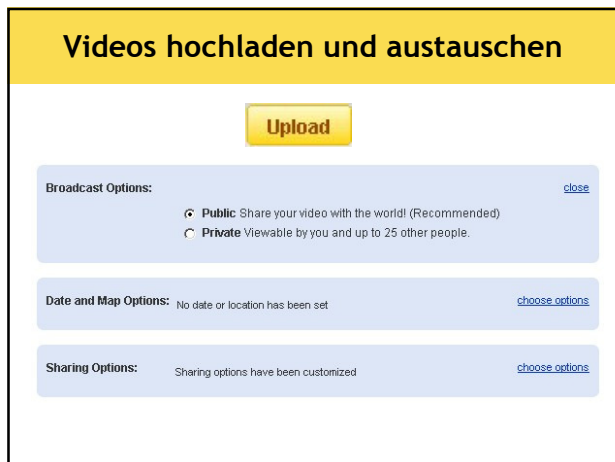 Videos hochladen und austauschen
Upload
Broadcast Options: close
Public Share your video with the world! (Recommended)
Private Viewable by you and up to 25 other people.
Date and Map Options: No date or location has been set choose options
Sharing Options: Sharing options have been customized choose options